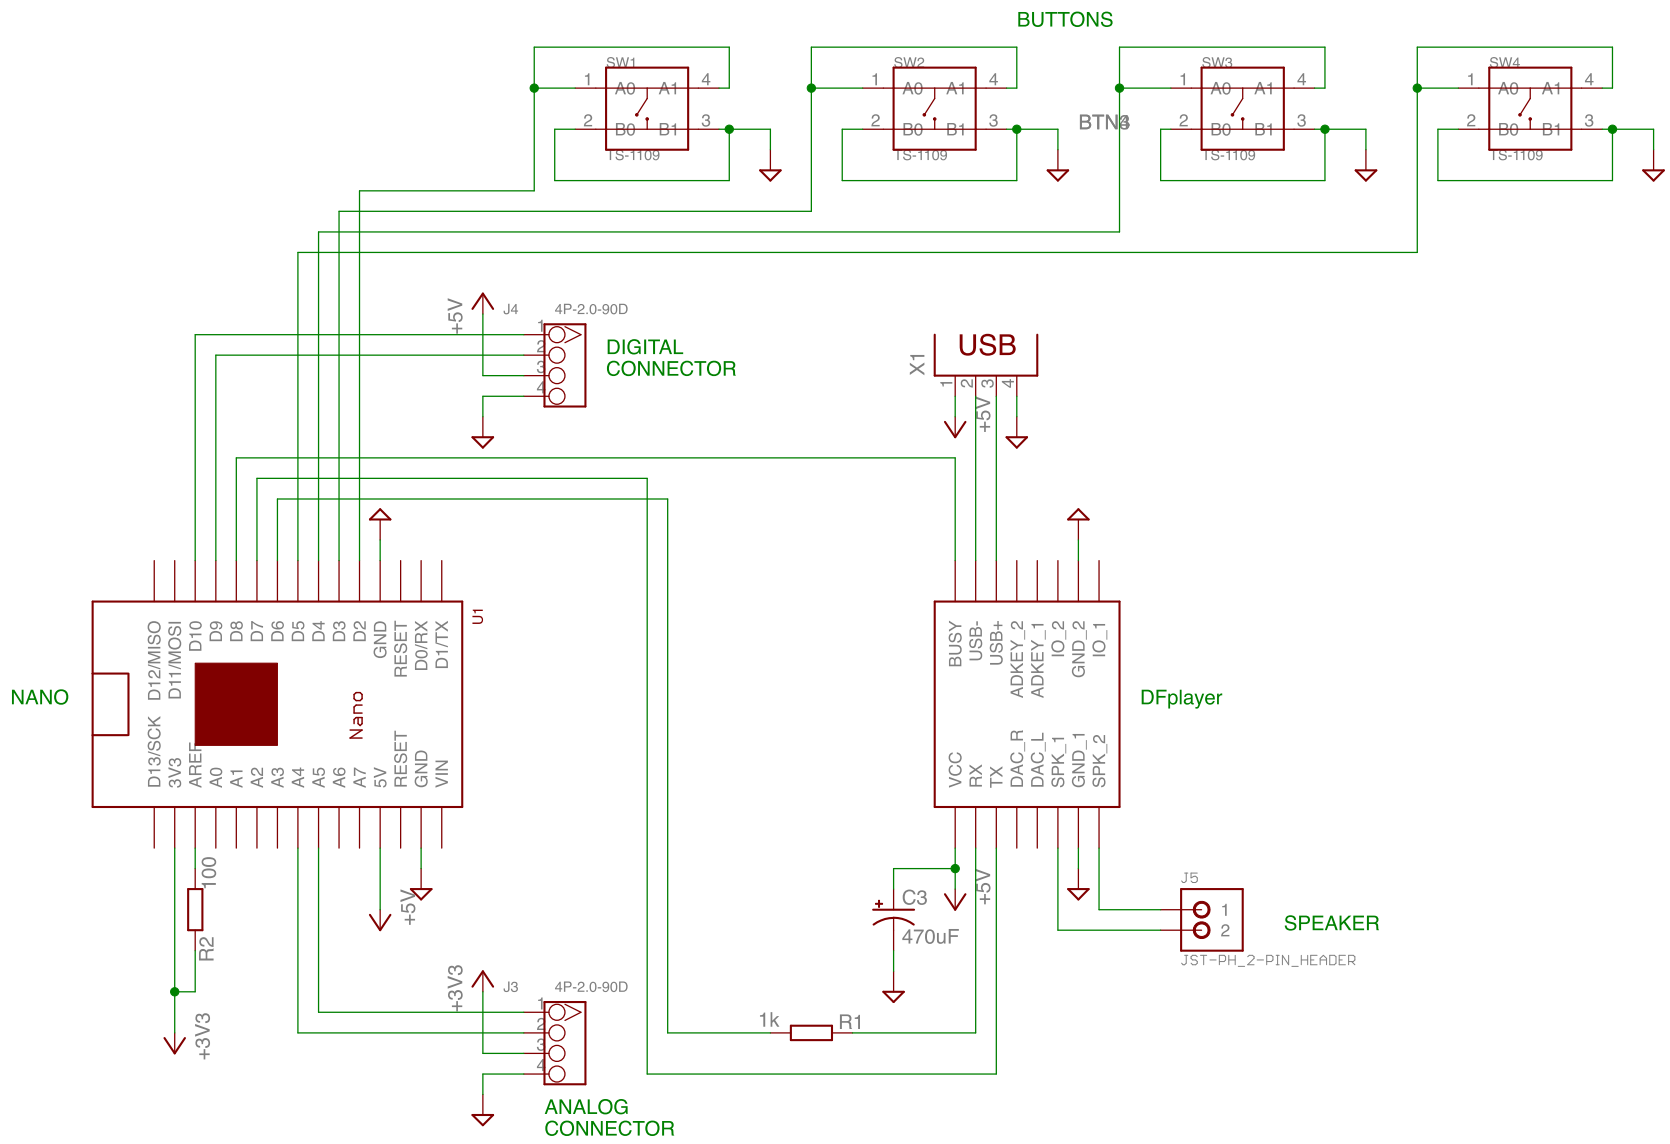 BUTTONS
SW1
1 A0 A1 4
2 B0 B1 3
TS-1109
SW2
1 A0 A1 4
2 B0 B1 3
TS-1109
SW3
1 A0 A1 4
2 B0 B1 3
TS-1109
SW4
1 A0 A1 4
2 B0 B1 3
TS-1109
+5V
J4
4P-2.0-90D
1
2
3
4
DIGITAL
CONNECTOR
X1
USB
1 2 3 4
+5V
U1
D12/MISO
D11/MOSI
D10
D9
D8
D7
D6
D5
D4
D3
D2
GND
RESET
D0/RX
D1/TX
NANO
Nano
D13/SCK
3V3
AREF
A0
A1
A2
A3
A4
A5
A6
A7
5V
RESET
GND
VIN
BUSY
USB-
USB+
ADKEY_2
ADKEY_1
IO_2
GND_2
IO_1
DFplayer
VCC
RX
TX
DAC_R
DAC_L
SPK_1
GND_1
SPK_2
100
R2
+5V
+3V3
+3V3
J3
4P-2.0-90D
1
2
3
4
ANALOG
CONNECTOR
+5V
C3
470uF
1k
R1
J5
1
2
JST-PH_2-PIN_HEADER
SPEAKER